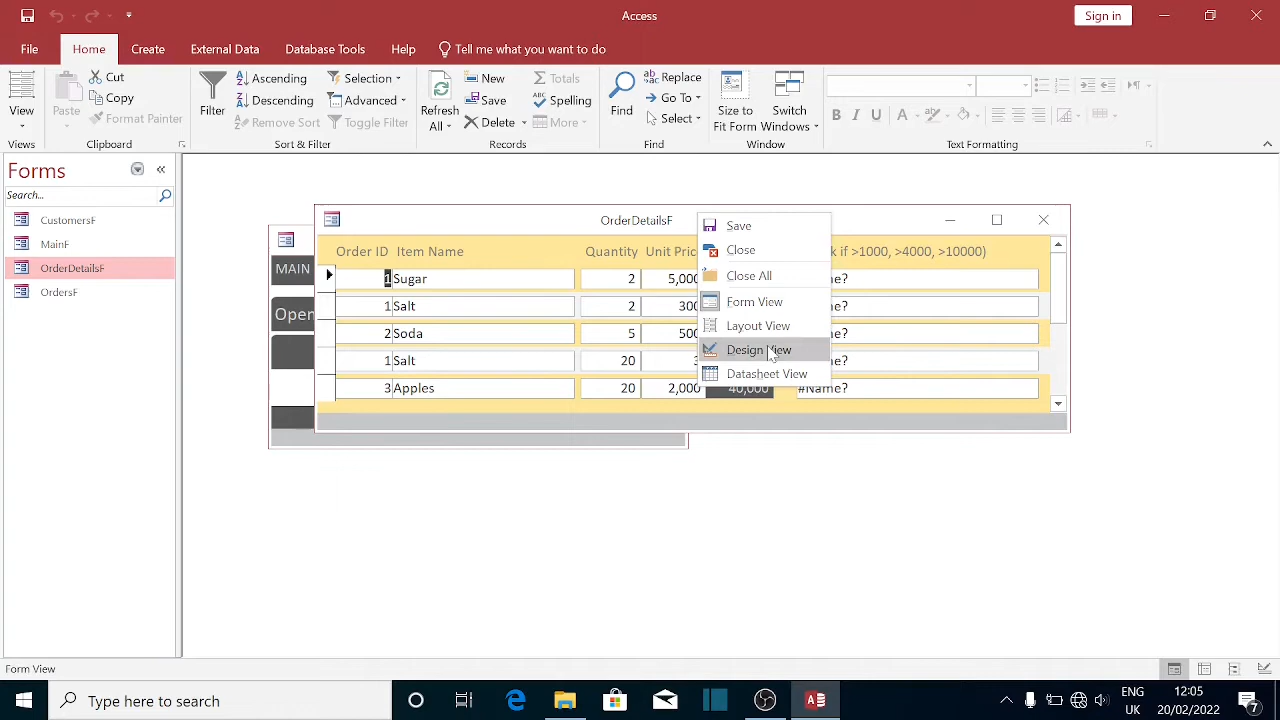 Access
Sign in
File Home Create External Data Database Tools Help Tell me what you want to do
View
Views
Paste
Cut
Copy
Format Painter
Clipboard
Filter
Ascending
Descending
Selection
Sort & Filter
Refresh
All
New
Save
Delete
Totals
Spelling
More
Records
Find
Replace
Go To
Select
Find
Size to
Fit Form
Switch
Windows
Window
B I U A
Text Formatting
Forms
Search...
CustomersF
MainF
OrderDetailsF
OrdersF
MAIN
Open
OrderDetailsF
Order ID Item Name Quantity Unit Pric k if >1000, >4000, >10000)
1 Sugar 2 5,000 me?
1 Salt 2 300 me?
2 Soda 5 500 me?
1 Salt 20 3 me?
3 Apples 20 2,000 40,000 #Name?
Save
Close
Close All
Form View
Layout View
Design View
Datasheet View
Form View
Type here to search
ENG
UK
12:05
20/02/2022
7